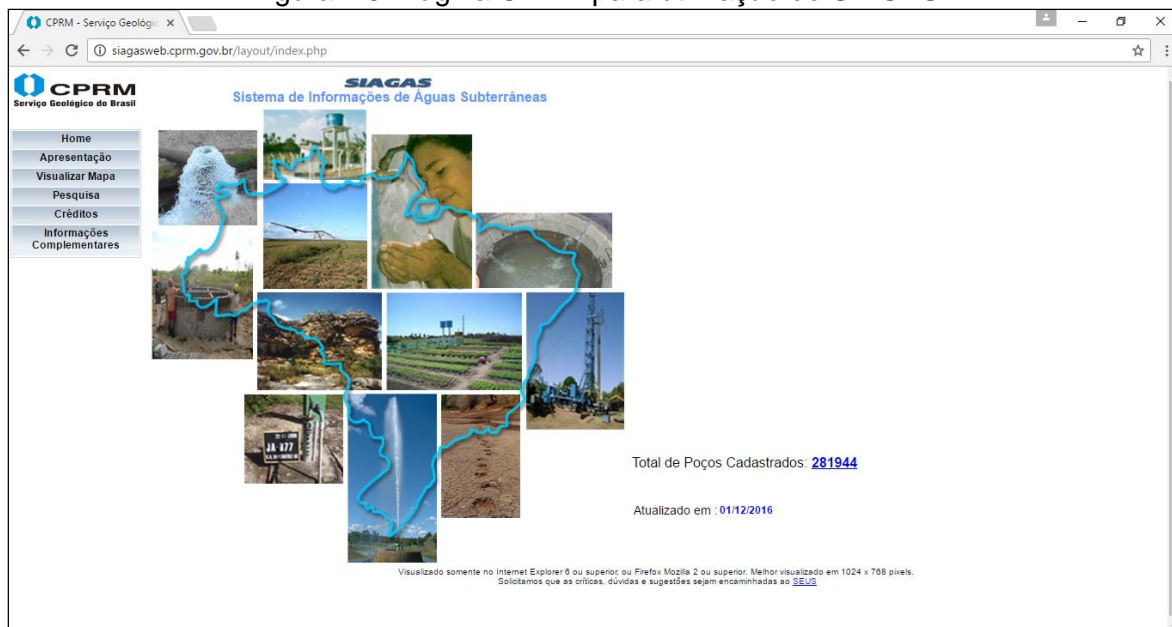 CPRM - Serviço Geológic
siagasweb.cprm.gov.br/layout/index.php
CPRM
Serviço Geológico do Brasil
SIAGAS
Sistema de Informações de Águas Subterrâneas
Home
Apresentação
Visualizar Mapa
Pesquisa
Créditos
Informações
Complementares
JA-A77
Total de Poços Cadastrados: 281944
Atualizado em : 01/12/2016
Visualizado somente no Internet Explorer 6 ou superior, ou Firefox Mozilla 2 ou superior. Melhor visualizado em 1024 x 768 pixels.
Solicitamos que as críticas, dúvidas e sugestões sejam encaminhadas ao SEUS